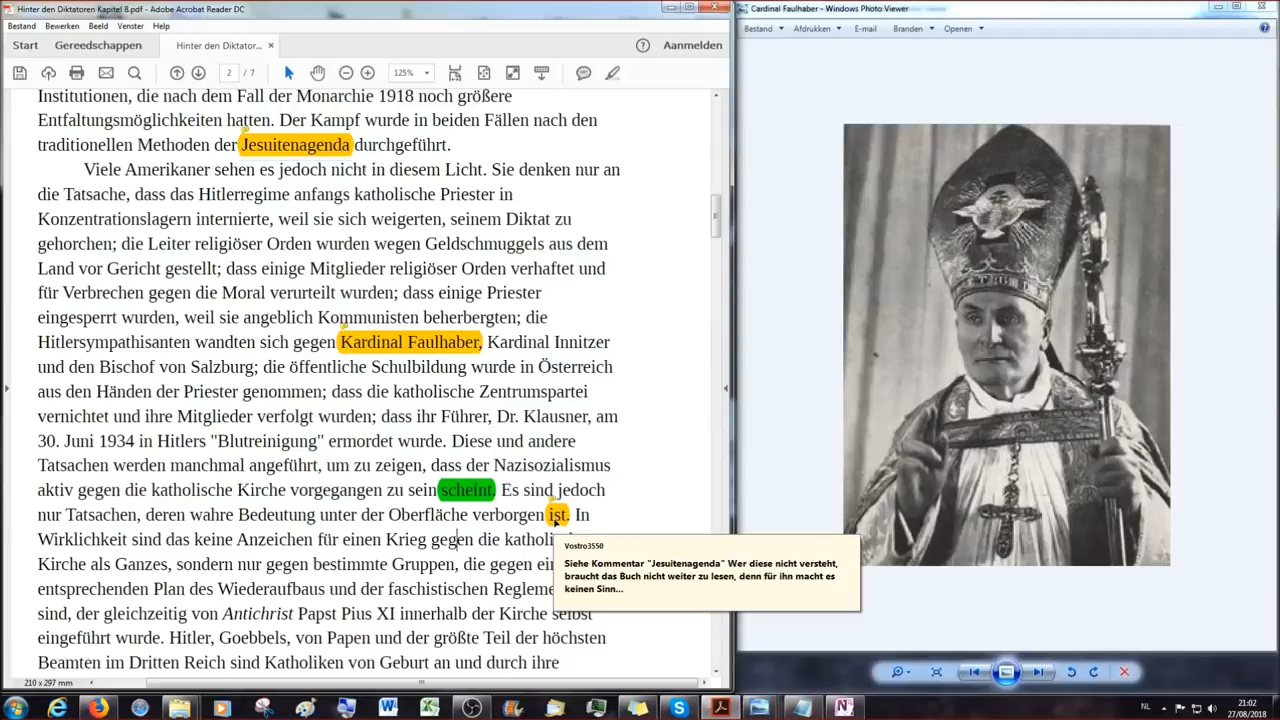 Hinter den Diktatoren Kapitel 8.pdf - Adobe Acrobat Reader DC
Bestand Bewerken Beeld Venster Help
Start Gereedschappen Hinter den Diktator... × Aanmelden
2 / 7 125%
Institutionen, die nach dem Fall der Monarchie 1918 noch größere
Entfaltungsmöglichkeiten hatten. Der Kampf wurde in beiden Fällen nach den
traditionellen Methoden der Jesuitenagenda durchgeführt.
Viele Amerikaner sehen es jedoch nicht in diesem Licht. Sie denken nur an
die Tatsache, dass das Hitlerregime anfangs katholische Priester in
Konzentrationslagern internierte, weil sie sich weigerten, seinem Diktat zu
gehorchen; die Leiter religiöser Orden wurden wegen Geldschmuggels aus dem
Land vor Gericht gestellt; dass einige Mitglieder religiöser Orden verhaftet und
für Verbrechen gegen die Moral verurteilt wurden; dass einige Priester
eingesperrt wurden, weil sie angeblich Kommunisten beherbergten; die
Hitlersympathisanten wandten sich gegen Kardinal Faulhaber, Kardinal Innitzer
und den Bischof von Salzburg; die öffentliche Schulbildung wurde in Österreich
aus den Händen der Priester genommen; dass die katholische Zentrumspartei
vernichtet und ihre Mitglieder verfolgt wurden; dass ihr Führer, Dr. Klausner, am
30. Juni 1934 in Hitlers "Blutreinigung" ermordet wurde. Diese und andere
Tatsachen werden manchmal angeführt, um zu zeigen, dass der Nazisozialismus
aktiv gegen die katholische Kirche vorgegangen zu sein scheint. Es sind jedoch
nur Tatsachen, deren wahre Bedeutung unter der Oberfläche verborgen ist. In
Wirklichkeit sind das keine Anzeichen für einen Krieg gegen die katholi
Kirche als Ganzes, sondern nur gegen bestimmte Gruppen, die gegen ei
entsprechenden Plan des Wiederaufbaus und der faschistischen Regleme
sind, der gleichzeitig von Antichrist Papst Pius XI innerhalb der Kirche selbst
eingeführt wurde. Hitler, Goebbels, von Papen und der größte Teil der höchsten
Beamten im Dritten Reich sind Katholiken von Geburt an und durch ihre
210 x 297 mm
Vostro3550
Siehe Kommentar "Jesuitenagenda" Wer diese nicht versteht,
braucht das Buch nicht weiter zu lesen, denn für ihn macht es
keinen Sinn...
Cardinal Faulhaber - Windows Photo Viewer
Bestand Afdrukken E-mail Branden Openen
NL 21:02
27/08/2018